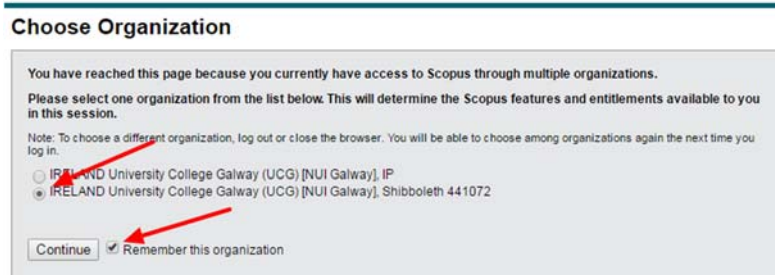 Choose Organization
You have reached this page because you currently have access to Scopus through multiple organizations.
Please select one organization from the list below. This will determine the Scopus features and entitlements available to you
in this session.
Note: To choose a different organization, log out or close the browser. You will be able to choose among organizations again the next time you
log in.
IRELAND University College Galway (UCG) [NUI Galway], IP
IRELAND University College Galway (UCG) [NUI Galway], Shibboleth 441072
Continue Remember this organization